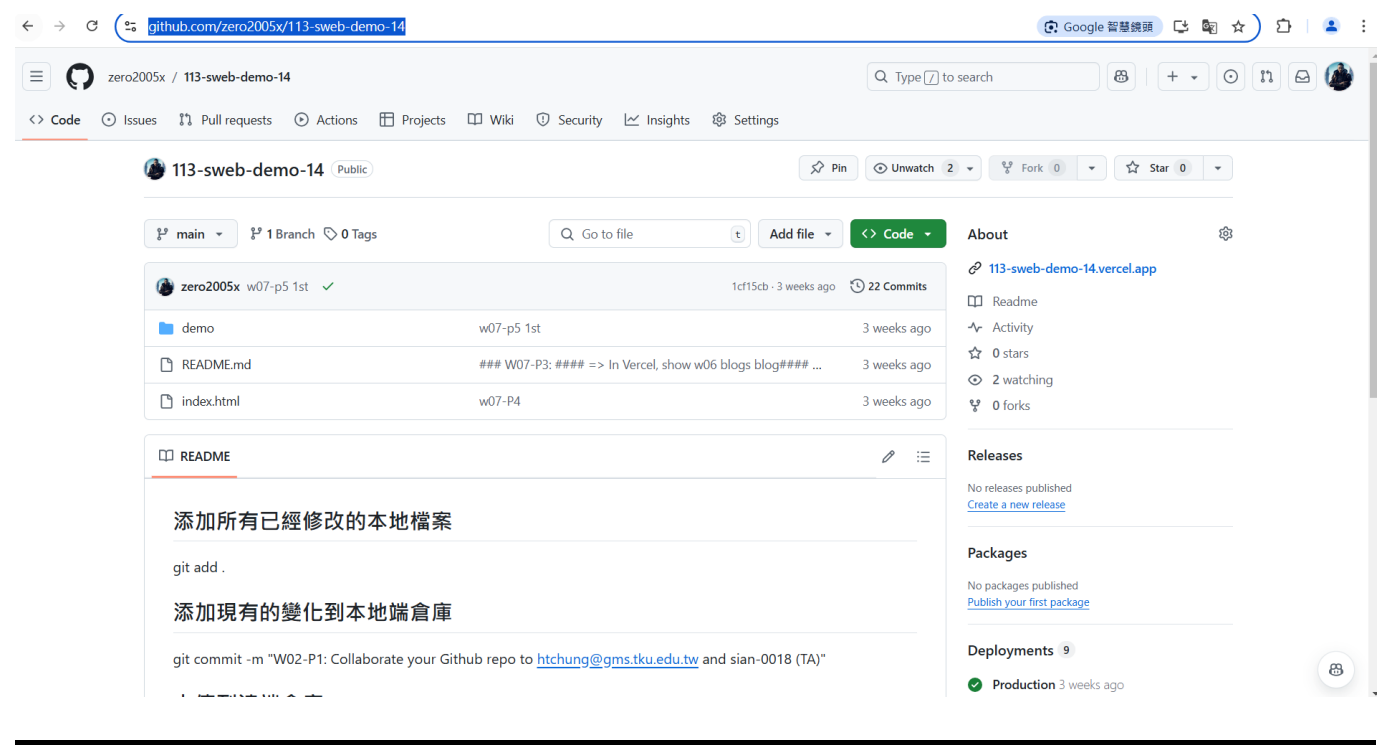 github.com/zero2005x/113-sweb-demo-14
Google 智慧鏡頭
zero2005x / 113-sweb-demo-14
Type / to search
Code
Issues
Pull requests
Actions
Projects
Wiki
Security
Insights
Settings
113-sweb-demo-14 Public
Pin
Unwatch 2
Fork 0
Star 0
main
1 Branch
0 Tags
Go to file t
Add file
<> Code
zero2005x w07-p5 1st
1cf15cb · 3 weeks ago
22 Commits
demo w07-p5 1st 3 weeks ago
README.md ### W07-P3: #### => In Vercel, show w06 blogs blog#### ... 3 weeks ago
index.html w07-P4 3 weeks ago
README
添加所有已經修改的本地檔案
git add .
添加現有的變化到本地端倉庫
git commit -m "W02-P1: Collaborate your Github repo to htchung@gms.tku.edu.tw and sian-0018 (TA)"
About
113-sweb-demo-14.vercel.app
Readme
Activity
0 stars
2 watching
0 forks
Releases
No releases published
Create a new release
Packages
No packages published
Publish your first package
Deployments 9
Production 3 weeks ago